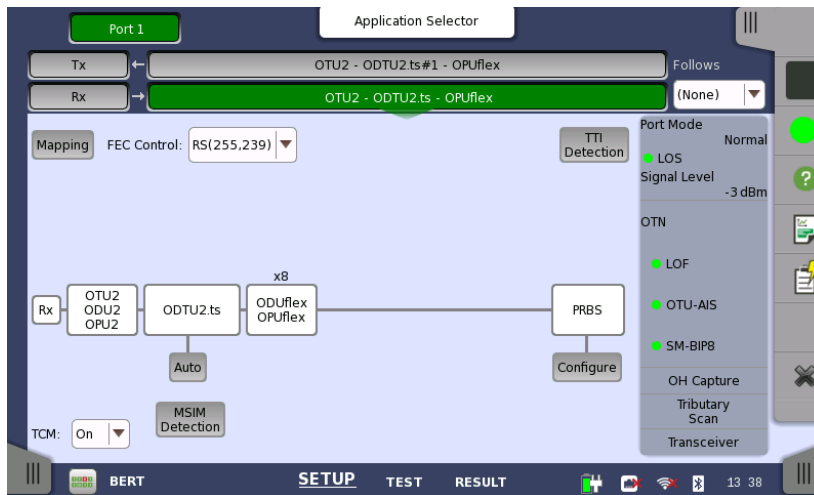 Port 1
Application Selector
Tx
OTU2 - ODTU2.ts#1 - OPUflex
Follows
Rx
OTU2 - ODTU2.ts - OPUflex
(None)
Mapping
FEC Control:
RS(255,239)
TTI
Detection
Port Mode
Normal
LOS
Signal Level
-3 dBm
OTN
LOF
OTU-AIS
SM-BIP8
OH Capture
Tributary
Scan
Transceiver
x8
Rx
OTU2
ODU2
OPU2
ODTU2.ts
ODUflex
OPUflex
PRBS
Auto
Configure
MSIM
Detection
TCM:
On
BERT
SETUP
TEST
RESULT
13 38